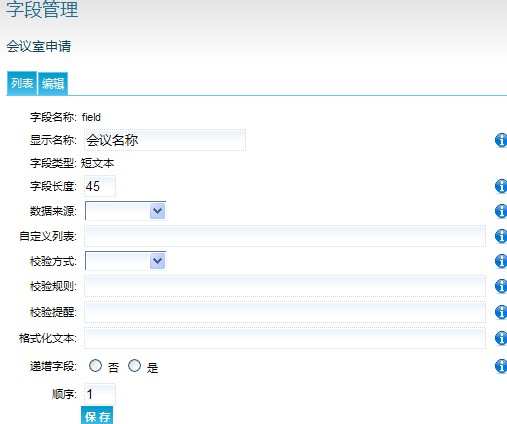 字段管理
会议室申请
列表 编辑
字段名称: field
显示名称: 会议名称
字段类型: 短文本
字段长度: 45
数据来源:
自定义列表:
校验方式:
校验规则:
校验提醒:
格式化文本:
递增字段: 否 是
顺序: 1
保存